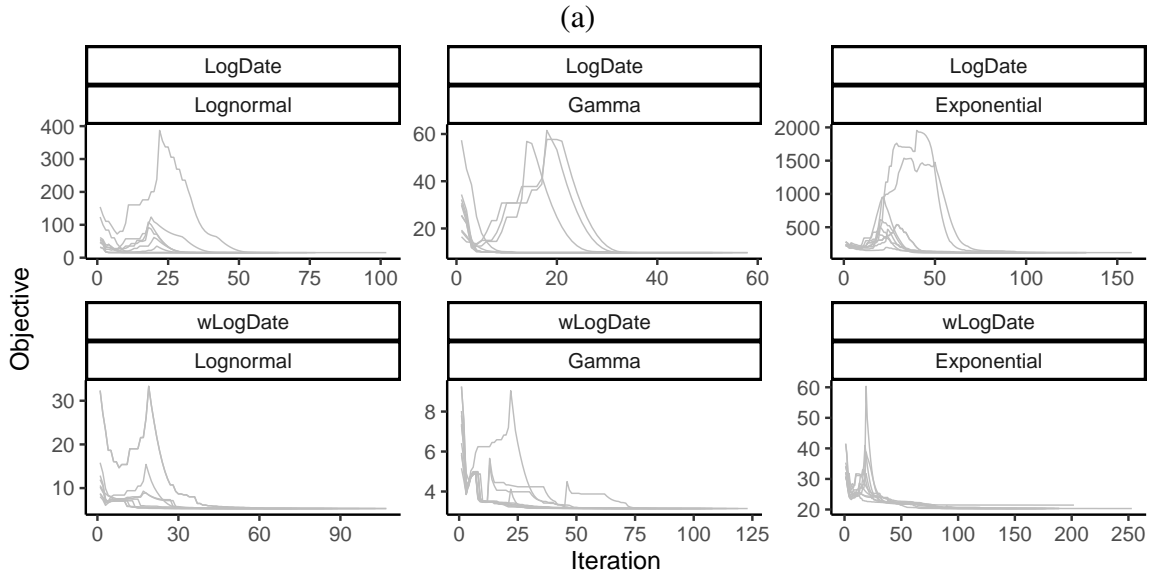 (a)
LogDate LogDate LogDate
Lognormal Gamma Exponential
400
300
200
100
0
60
40
20
2000
1500
1000
500
0 25 50 75 100
0 20 40 60
0 50 100 150
wLogDate wLogDate wLogDate
Lognormal Gamma Exponential
30
20
10
8
6
4
60
50
40
30
20
0 30 60 90
0 25 50 75 100 125
0 50 100 150 200 250
Objective
Iteration